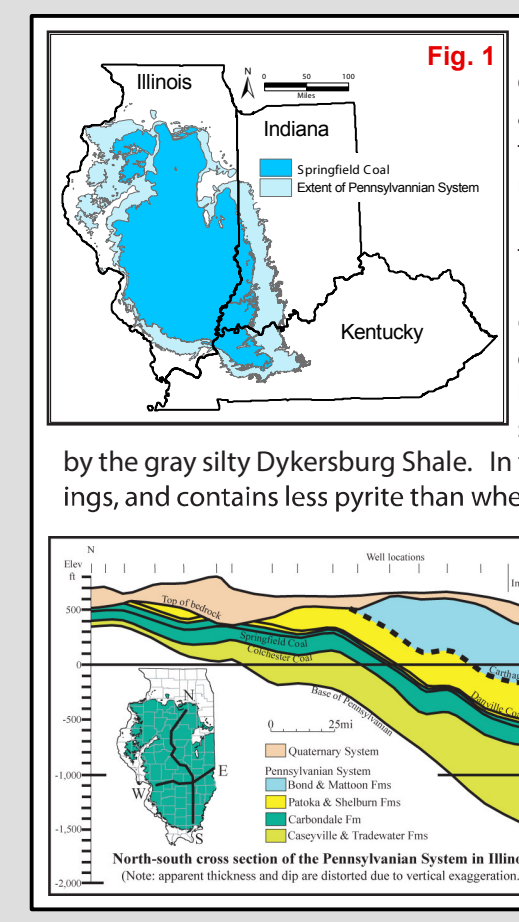 Fig. 1
Illinois
N
0 50 100
Miles
Indiana
Springfield Coal
Extent of Pennsylvannian System
Kentucky
by the gray silty Dykersburg Shale. In
ings, and contains less pyrite than
N
Well locations
Elev
ft
500
0
-500
-1,000
-1,500
-2,000
Top of bedrock
Springfield Coal
Colchester Coal
Base of Pennsylvanian
Danville
N
E
W
S
0 25mi
Quaternary System
Pennsylvanian System
Bond & Mattoon Fms
Patoka & Shelburn Fms
Carbondale Fm
Caseyville & Tradewater Fms
North-south cross section of the Pennsylvanian System in
(Note: apparent thickness and dip are distorted due to vertical exaggeration.